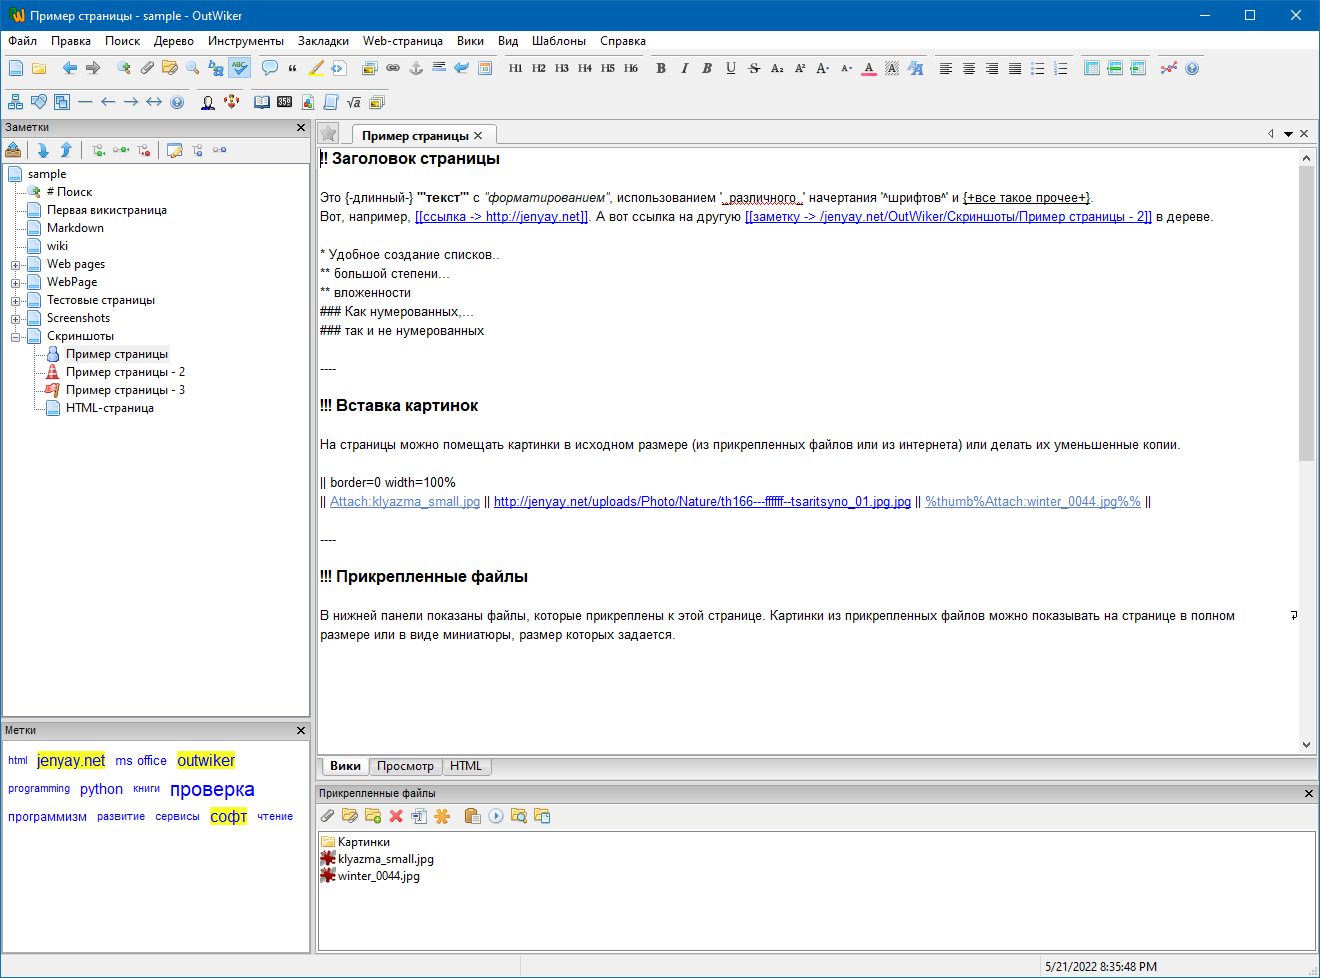 Пример страницы - sample - OutWiker
Файл Правка Поиск Дерево Инструменты Закладки Web-страница Вики Вид Шаблоны Справка
ABC H1 H2 H3 H4 H5 H6 B I B U S A₂ A² A A A A
√a
Заметки
sample
# Поиск
Первая викистраница
Markdown
wiki
Web pages
WebPage
Тестовые страницы
Screenshots
Скриншоты
Пример страницы
Пример страницы - 2
Пример страницы - 3
HTML-страница
Метки
html jenyay.net ms office outwiker
programming python книги проверка
программизм развитие сервисы софт чтение
Пример страницы
!! Заголовок страницы
Это {-длинный-} '''текст''' с ''форматированием'', использованием '..различного..' начертания '^шрифтов^' и {+все такое прочее+}.
Вот, например, [[ссылка -> http://jenyay.net]]. А вот ссылка на другую [[заметку -> /jenyay.net/OutWiker/Скриншоты/Пример страницы - 2]] в дереве.
* Удобное создание списков..
** большой степени...
** вложенности
### Как нумерованных,...
### так и не нумерованных
----
!!! Вставка картинок
На страницы можно помещать картинки в исходном размере (из прикрепленных файлов или из интернета) или делать их уменьшенные копии.
|| border=0 width=100%
|| Attach:klyazma_small.jpg || http://jenyay.net/uploads/Photo/Nature/th166---ffffff--tsaritsyno_01.jpg.jpg || %thumb%Attach:winter_0044.jpg%% ||
----
!!! Прикрепленные файлы
В нижней панели показаны файлы, которые прикреплены к этой странице. Картинки из прикрепленных файлов можно показывать на странице в полном
размере или в виде миниатюры, размер которых задается.
Вики Просмотр HTML
Прикрепленные файлы
Картинки
klyazma_small.jpg
winter_0044.jpg
5/21/2022 8:35:48 PM